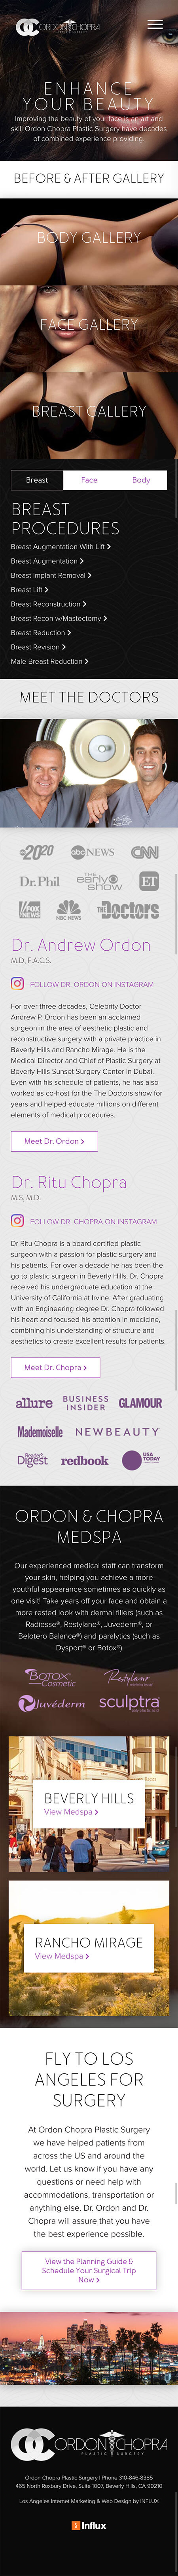 OC ORDON CHOPRA
PLASTIC SURGERY
ENHANCE
YOUR BEAUTY
Improving the beauty of your face is an art and
skill Ordon Chopra Plastic Surgery have decades
of combined experience providing.
BEFORE & AFTER GALLERY
BODY GALLERY
FACE GALLERY
BREAST GALLERY
Breast Face Body
BREAST
PROCEDURES
Breast Augmentation With Lift >
Breast Augmentation >
Breast Implant Removal >
Breast Lift >
Breast Reconstruction >
Breast Recon w/Mastectomy >
Breast Reduction >
Breast Revision >
Male Breast Reduction >
MEET THE DOCTORS
2020 abc NEWS CNN
Dr. Phil THE early show ET
FOX NEWS NBC NEWS THE Doctors
Dr. Andrew Ordon
M.D, F.A.C.S.
FOLLOW DR. ORDON ON INSTAGRAM
For over three decades, Celebrity Doctor
Andrew P. Ordon has been an acclaimed
surgeon in the area of aesthetic plastic and
reconstructive surgery with a private practice in
Beverly Hills and Rancho Mirage. He is the
Medical Director and Chief of Plastic Surgery at
Beverly Hills Sunset Surgery Center in Dubai.
Even with his schedule of patients, he has also
worked as co-host for the The Doctors show for
years and helped educate millions on different
elements of medical procedures.
Meet Dr. Ordon >
Dr. Ritu Chopra
M.S, M.D.
FOLLOW DR. CHOPRA ON INSTAGRAM
Dr Ritu Chopra is a board certified plastic
surgeon with a passion for plastic surgery and
his patients. For over a decade he has been the
go to plastic surgeon in Beverly Hills. Dr. Chopra
received his undergraduate education at the
University of California at Irvine. After graduating
with an Engineering degree Dr. Chopra followed
his heart and focused his attention in medicine,
combining his understanding of structure and
aesthetics to create excellent results for patients.
Meet Dr. Chopra >
allure BUSINESS INSIDER GLAMOUR
Mademoiselle NEWBEAUTY
Reader's Digest redbook USA TODAY
ORDON & CHOPRA
MEDSPA
Our experienced medical staff can transform
your skin, helping you achieve a more
youthful appearance sometimes as quickly as
one visit! Take years off your face and obtain a
more rested look with dermal fillers (such as
Radiesse®, Restylane®, Juvederm®, or
Belotero Balance®) and paralytics (such as
Dysport® or Botox®)
BOTOX Cosmetic Restylane
Juvéderm sculptra
BEVERLY HILLS
View Medspa >
RANCHO MIRAGE
View Medspa >
FLY TO LOS
ANGELES FOR
SURGERY
At Ordon Chopra Plastic Surgery
we have helped patients from
across the US and around the
world. Let us know if you have any
questions or need help with
accommodations, transportation or
anything else. Dr. Ordon and Dr.
Chopra will assure that you have
the best experience possible.
View the Planning Guide &
Schedule Your Surgical Trip
Now >
OC ORDON CHOPRA
PLASTIC SURGERY
Ordon Chopra Plastic Surgery | Phone 310-846-8385
465 North Roxbury Drive, Suite 1007, Beverly Hills, CA 90210
Los Angeles Internet Marketing & Web Design by INFLUX
Influx